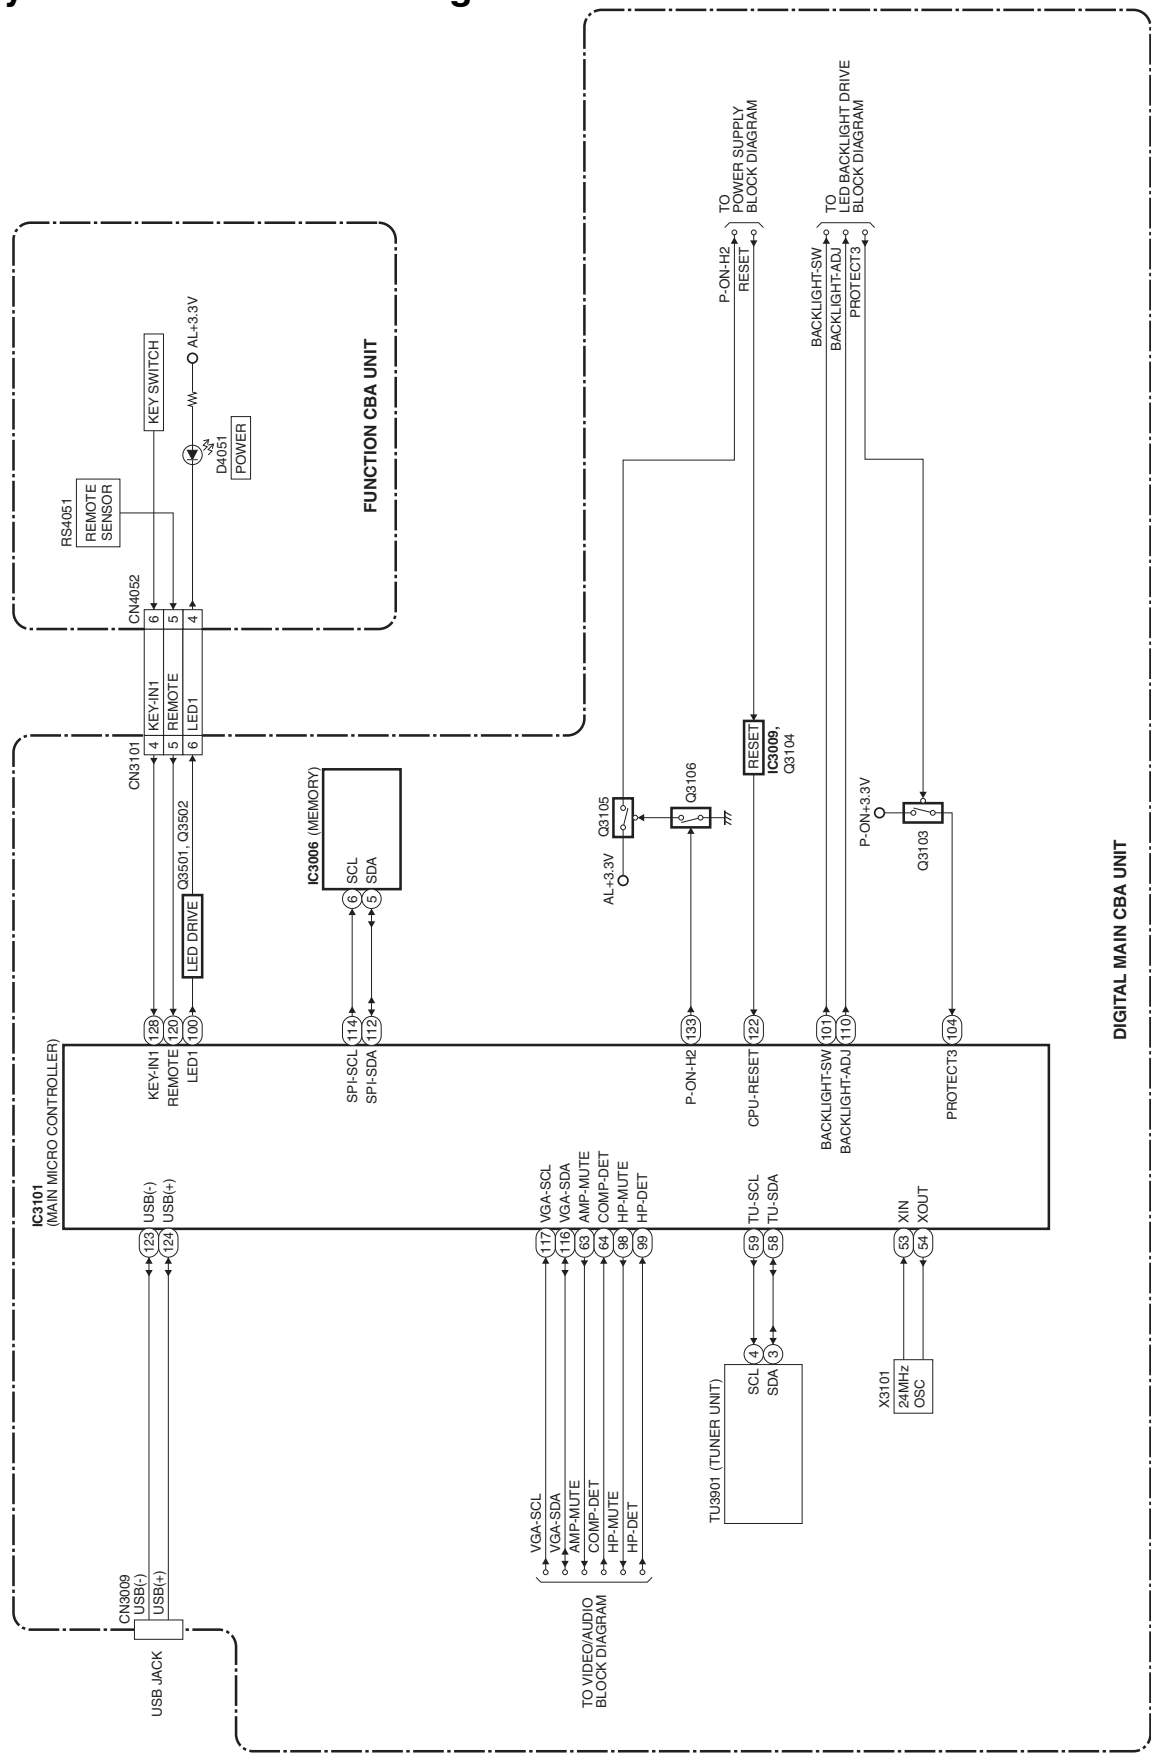 USB JACK
CN3009
USB(-)
USB(+)
IC3101
(MAIN MICRO CONTROLLER)
123 USB(-)
124 USB(+)
KEY-IN1 128
REMOTE 120
LED1 100
LED DRIVE
Q3501, Q3502
CN3101
4 KEY-IN1 6
5 REMOTE 5
6 LED1 4
CN4052
RS4051
REMOTE
SENSOR
KEY SWITCH
D4051
POWER
AL+3.3V
FUNCTION CBA UNIT
SPI-SCL 114
SPI-SDA 112
6 SCL
5 SDA
IC3006 (MEMORY)
TO VIDEO/AUDIO
BLOCK DIAGRAM
VGA-SCL
VGA-SDA
AMP-MUTE
COMP-DET
HP-MUTE
HP-DET
117 VGA-SCL
116 VGA-SDA
63 AMP-MUTE
64 COMP-DET
98 HP-MUTE
99 HP-DET
P-ON-H2 133
AL+3.3V
Q3105
Q3106
P-ON-H2
RESET
TO
POWER SUPPLY
BLOCK DIAGRAM
TU3901 (TUNER UNIT)
SCL 4
SDA 3
59 TU-SCL
58 TU-SDA
CPU-RESET 122
RESET
IC3009,
Q3104
BACKLIGHT-SW 101
BACKLIGHT-ADJ 110
BACKLIGHT-SW
BACKLIGHT-ADJ
PROTECT3
TO
LED BACKLIGHT DRIVE
BLOCK DIAGRAM
X3101
24MHz
OSC
53 XIN
54 XOUT
PROTECT3 104
P-ON+3.3V
Q3103
DIGITAL MAIN CBA UNIT